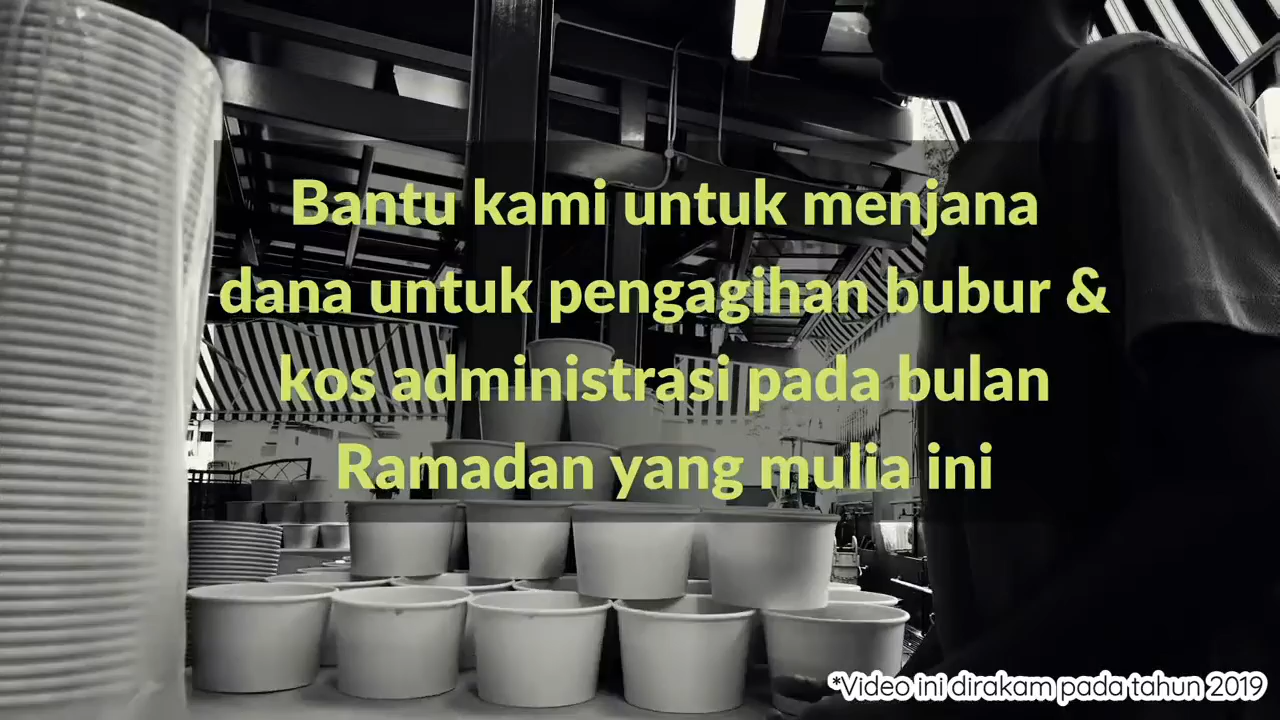 Bantu kami untuk menjana
dana untuk pengagihan bubur &
kos administrasi pada bulan
Ramadan yang mulia ini
*Video ini dirakam pada tahun 2019